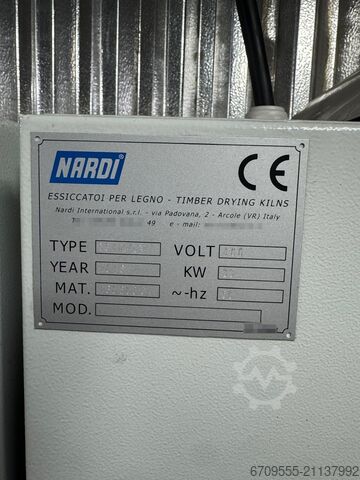 NARDI®
CE
ESSICCATOI PER LEGNO - TIMBER DRYING KILNS
Nardi International s.r.l. - via Padovana, 2 - Arcole (VR) Italy
49 e - mail:
TYPE VOLT
YEAR KW
MAT. ~-hz
MOD.
6709555-21137992